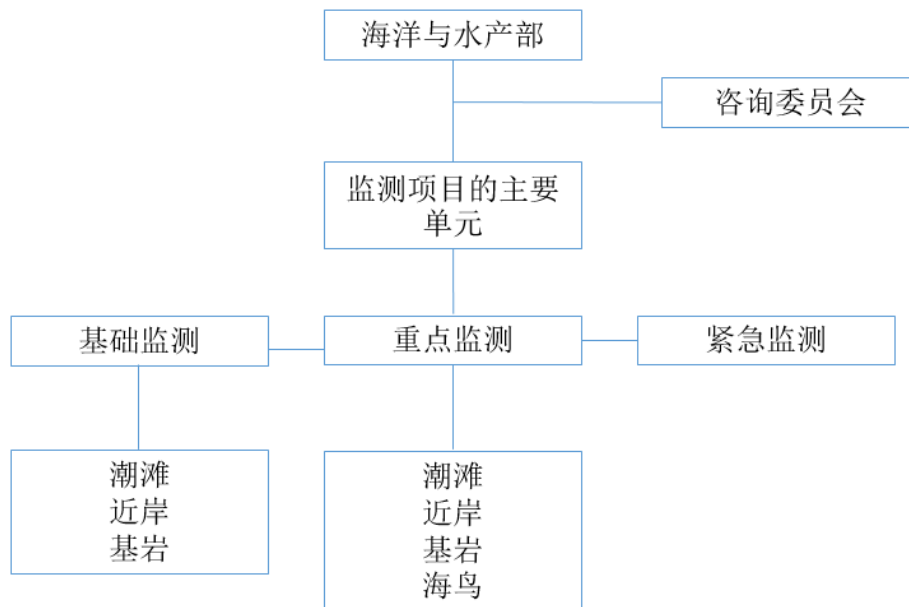 海洋与水产部
咨询委员会
监测项目的主要
单元
基础监测
重点监测
紧急监测
潮滩
近岸
基岩
潮滩
近岸
基岩
海鸟